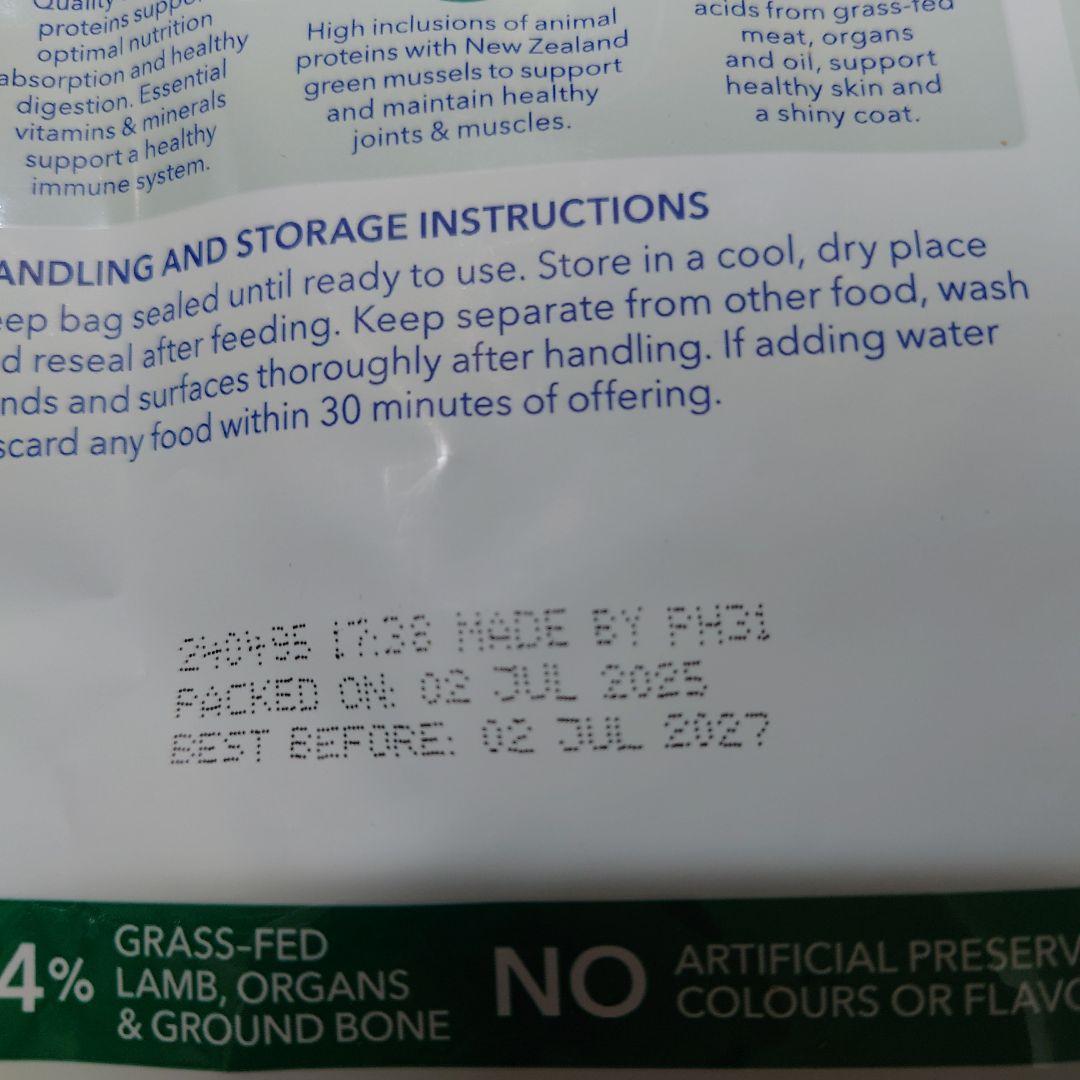 proteins
optimal nutrition
absorption and healthy
digestion. Essential
vitamins & minerals
support a healthy
immune system.
High inclusions of animal
proteins with New Zealand
green mussels to support
and maintain healthy
joints & muscles.
acids from grass-fed
meat, organs
and oil, support
healthy skin and
a shiny coat.
ANDLING AND STORAGE INSTRUCTIONS
eep bag sealed until ready to use. Store in a cool, dry place
d reseal after feeding. Keep separate from other food, wash
nds and surfaces thoroughly after handling. If adding water
scard any food within 30 minutes of offering.
17:38 MADE BY PH31
PACKED ON: 02 JUL 2025
BEST BEFORE: 02 JUL 2027
4% GRASS-FED
LAMB, ORGANS
& GROUND BONE
NO ARTIFICIAL PRESERV
COLOURS OR FLAVO